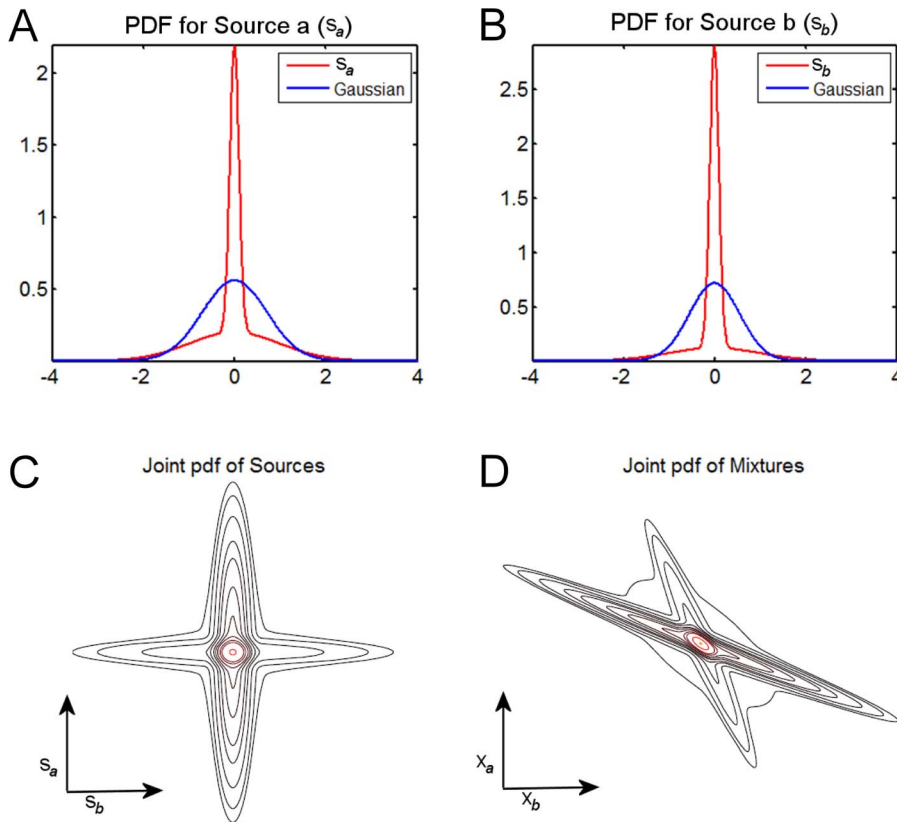 A
PDF for Source a (Sa)
Sa
Gaussian
2
1.5
1
0.5
-4
-2
0
2
4
B
PDF for Source b (Sb)
Sb
Gaussian
2.5
2
1.5
1
0.5
-4
-2
0
2
4
C
Joint pdf of Sources
Sa
Sb
D
Joint pdf of Mixtures
Xa
Xb